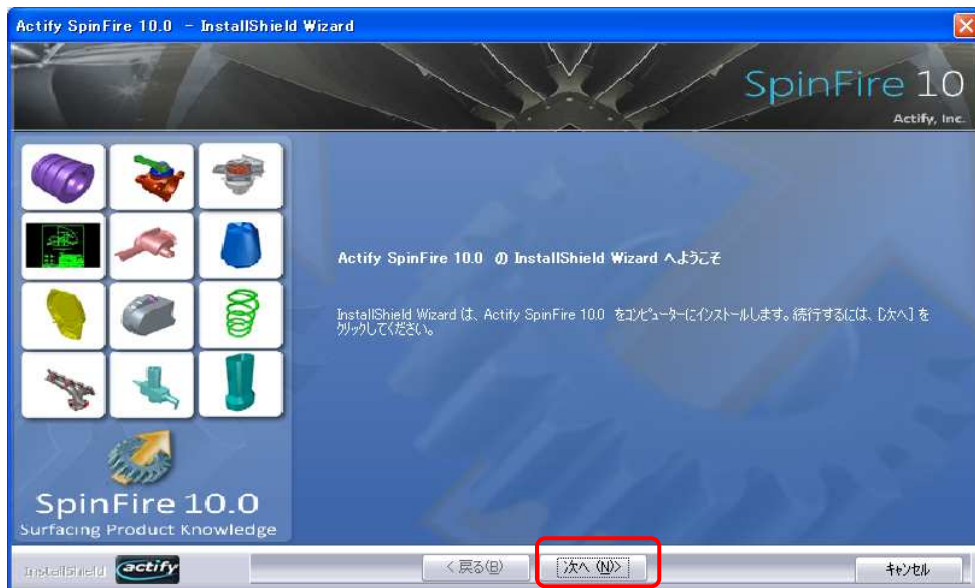 Actify SpinFire 10.0 - InstallShield Wizard
SpinFire 10
Actify, Inc.
Actify SpinFire 10.0 の InstallShield Wizard へようこそ
InstallShield Wizard は、Actify SpinFire 10.0 をコンピューターにインストールします。続行するには、[次へ] を
クリックしてください。
SpinFire 10.0
Surfacing Product Knowledge
InstallShield
actify
< 戻る(B)
次へ (N)>
キャンセル